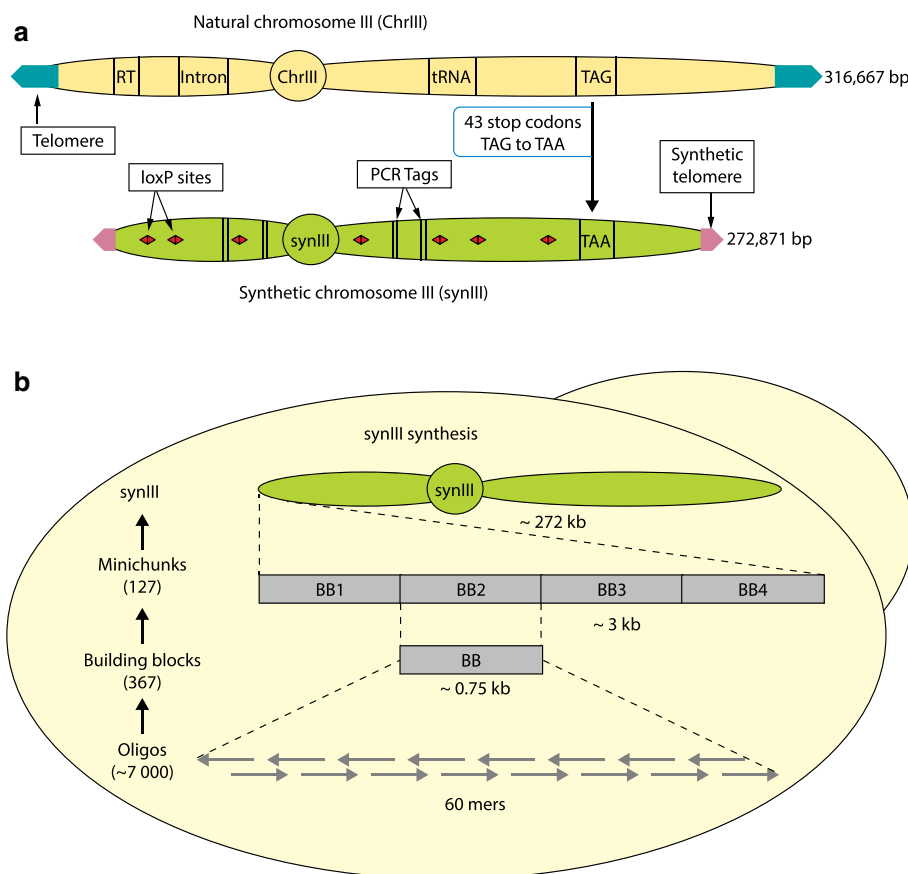 a
Natural chromosome III (ChrIII)
RT
Intron
ChrIII
tRNA
TAG
316,667 bp
Telomere
43 stop codons
TAG to TAA
loxP sites
PCR Tags
Synthetic
telomere
synIII
TAA
272,871 bp
Synthetic chromosome III (synIII)
b
synIII synthesis
synIII
synIII
~ 272 kb
Minichunks
(127)
BB1
BB2
BB3
BB4
~ 3 kb
Building blocks
(367)
BB
~ 0.75 kb
Oligos
(~7 000)
60 mers